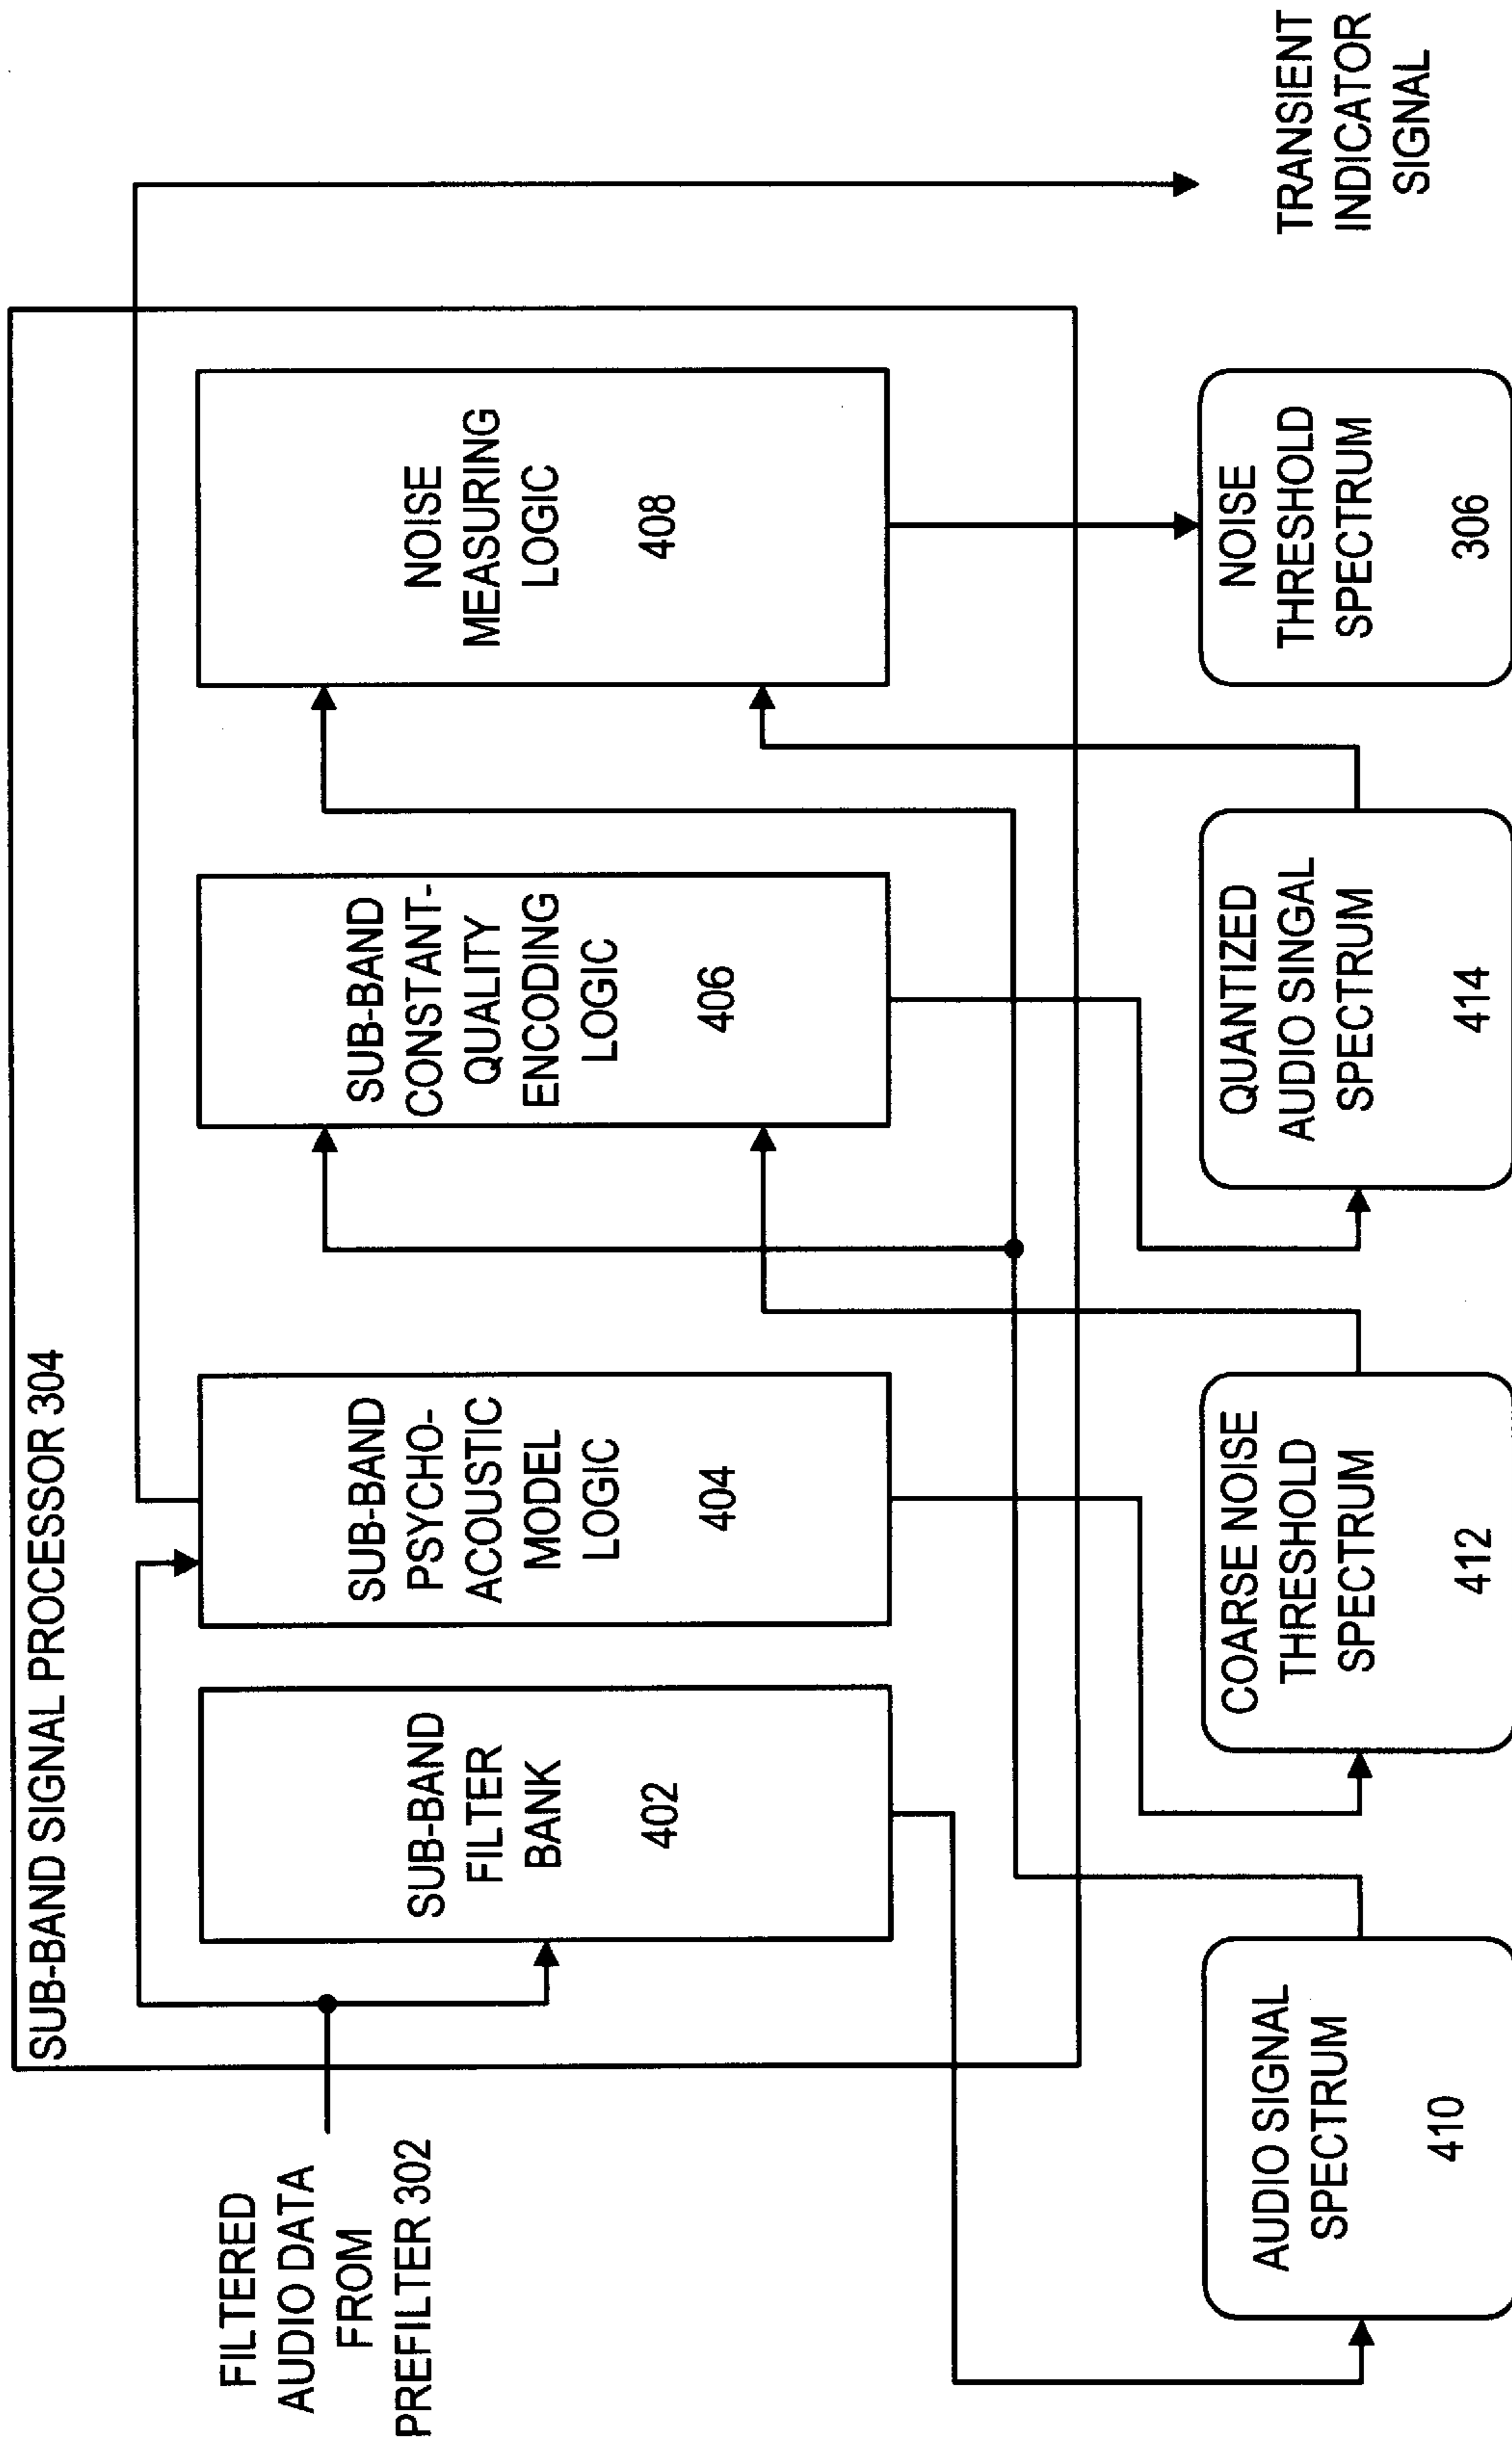 SUB-BAND SIGNAL PROCESSOR 304
FILTERED
AUDIO DATA
FROM
PREFILTER 302
SUB-BAND
FILTER
BANK
402
SUB-BAND
PSYCHO-
ACOUSTIC
MODEL
LOGIC
404
SUB-BAND
CONSTANT-
QUALITY
ENCODING
LOGIC
406
NOISE
MEASURING
LOGIC
408
AUDIO SIGNAL
SPECTRUM
410
COARSE NOISE
THRESHOLD
SPECTRUM
412
QUANTIZED
AUDIO SINGAL
SPECTRUM
414
NOISE
THRESHOLD
SPECTRUM
306
TRANSIENT
INDICATOR
SIGNAL